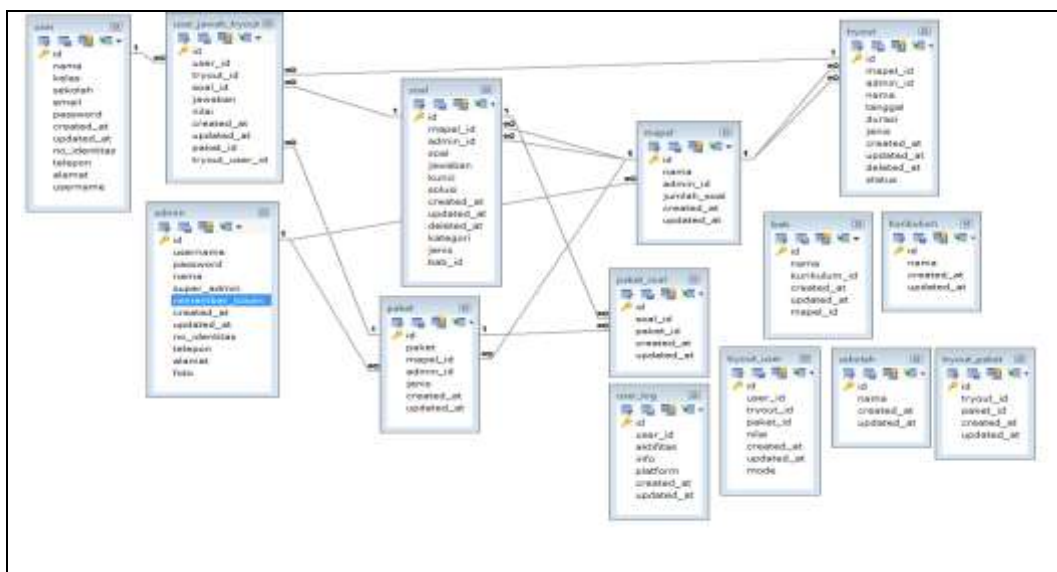 user
id
nama
kelas
sekolah
email
password
created_at
updated_at
no_identitas
telepon
alamat
username
user_jawab_tryout
id
user_id
tryout_id
soal_id
jawaban
nilai
created_at
updated_at
paket_id
tryout_user_id
soal
id
mapel_id
admin_id
soal
jawaban
kunci
solusi
created_at
updated_at
deleted_at
kategori
jenis
bab_id
mapel
id
nama
admin_id
jumlah_soal
created_at
updated_at
tryout
id
mapel_id
admin_id
nama
tanggal
durasi
jenis
created_at
updated_at
deleted_at
status
admin
id
username
password
nama
super_admin
remember_token
created_at
updated_at
no_identitas
telepon
alamat
foto
paket
id
paket
mapel_id
admin_id
jenis
created_at
updated_at
paket_soal
id
soal_id
paket_id
created_at
updated_at
bab
id
nama
kurikulum_id
created_at
updated_at
mapel_id
kurikulum
id
nama
created_at
updated_at
user_log
id
user_id
aktifitas
info
platform
created_at
updated_at
tryout_user
id
user_id
tryout_id
paket_id
nilai
created_at
updated_at
mode
sekolah
id
nama
created_at
updated_at
tryout_paket
id
tryout_id
paket_id
created_at
updated_at